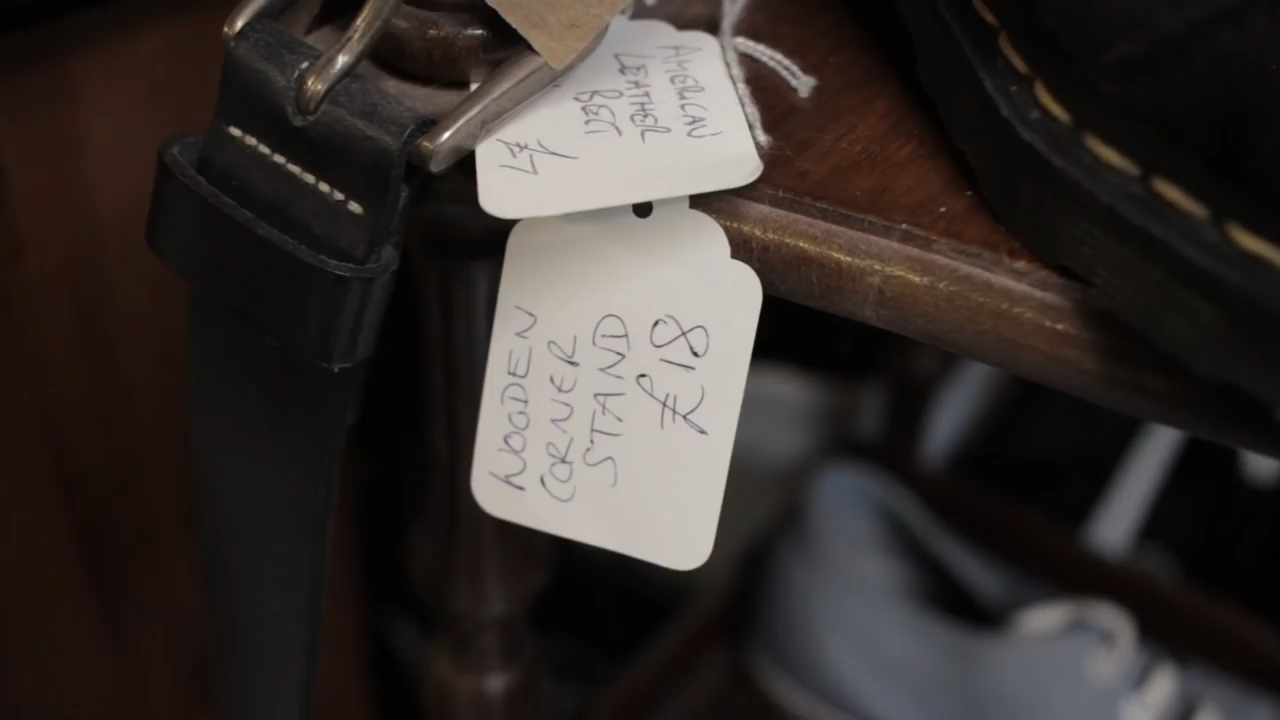 AMERICAN
LEATHER
BELT
£7
WOODEN
CORNER
STAND
£18